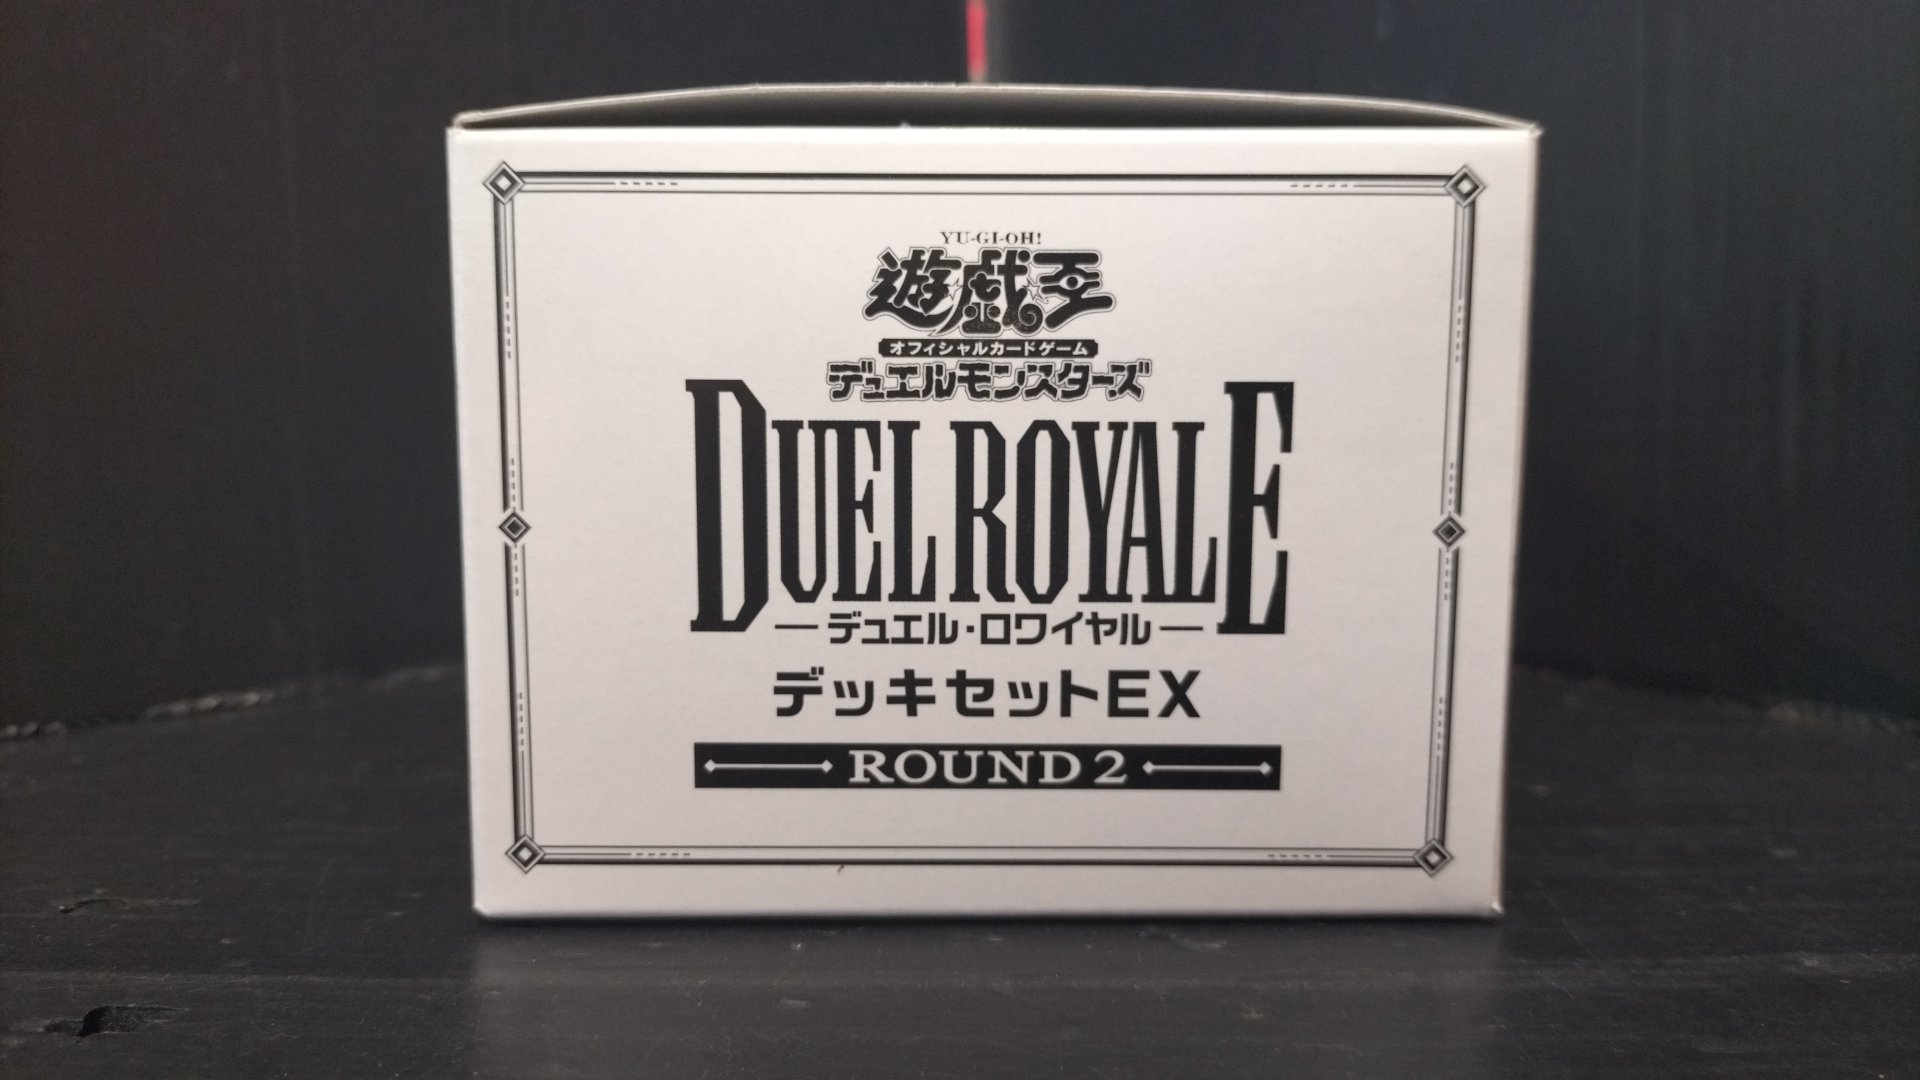 YU-GI-OH!
遊戯王
オフィシャルカードゲーム
デュエルモンスターズ
DUEL ROYALE
デュエル・ロワイヤル
デッキセットEX
ROUND 2